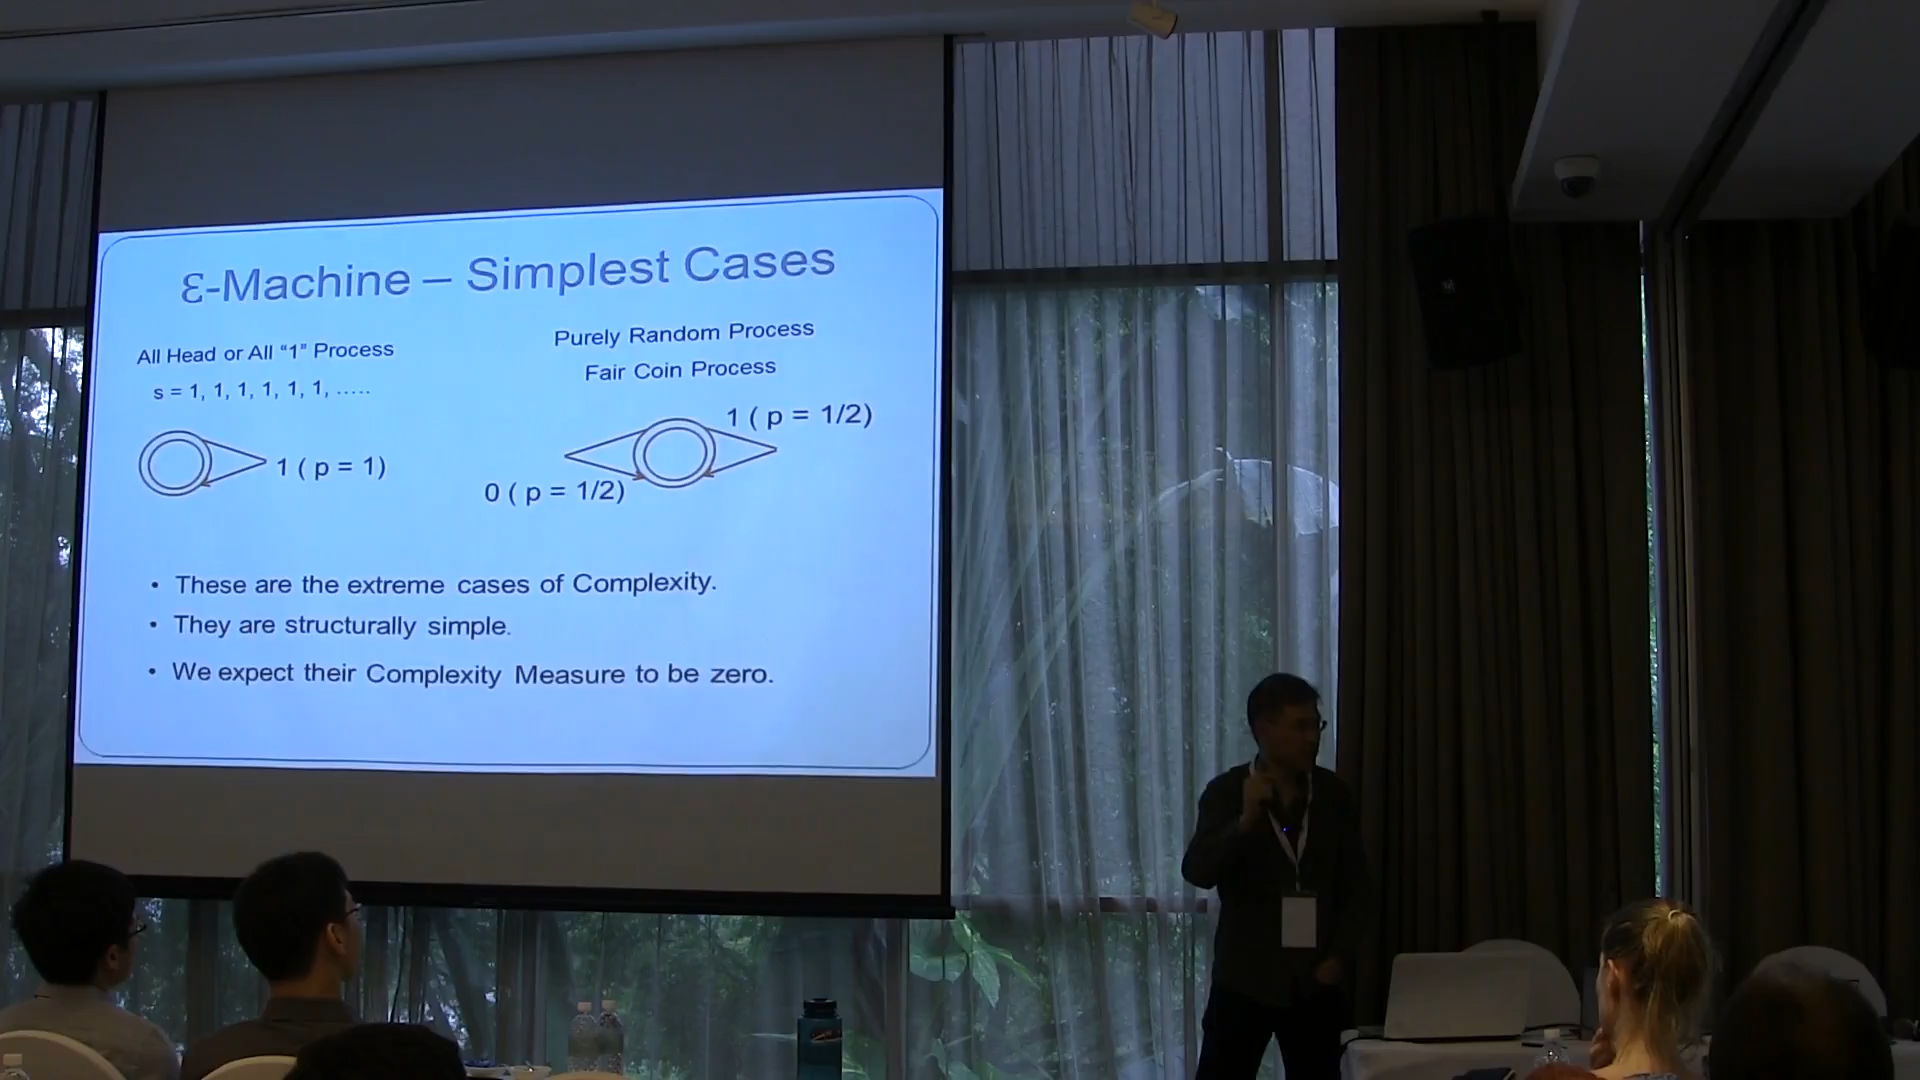 ε-Machine – Simplest Cases
All Head or All “1” Process
s = 1, 1, 1, 1, 1, 1, .....
1 ( p = 1)
Purely Random Process
Fair Coin Process
1 ( p = 1/2)
0 ( p = 1/2)
• These are the extreme cases of Complexity.
• They are structurally simple.
• We expect their Complexity Measure to be zero.